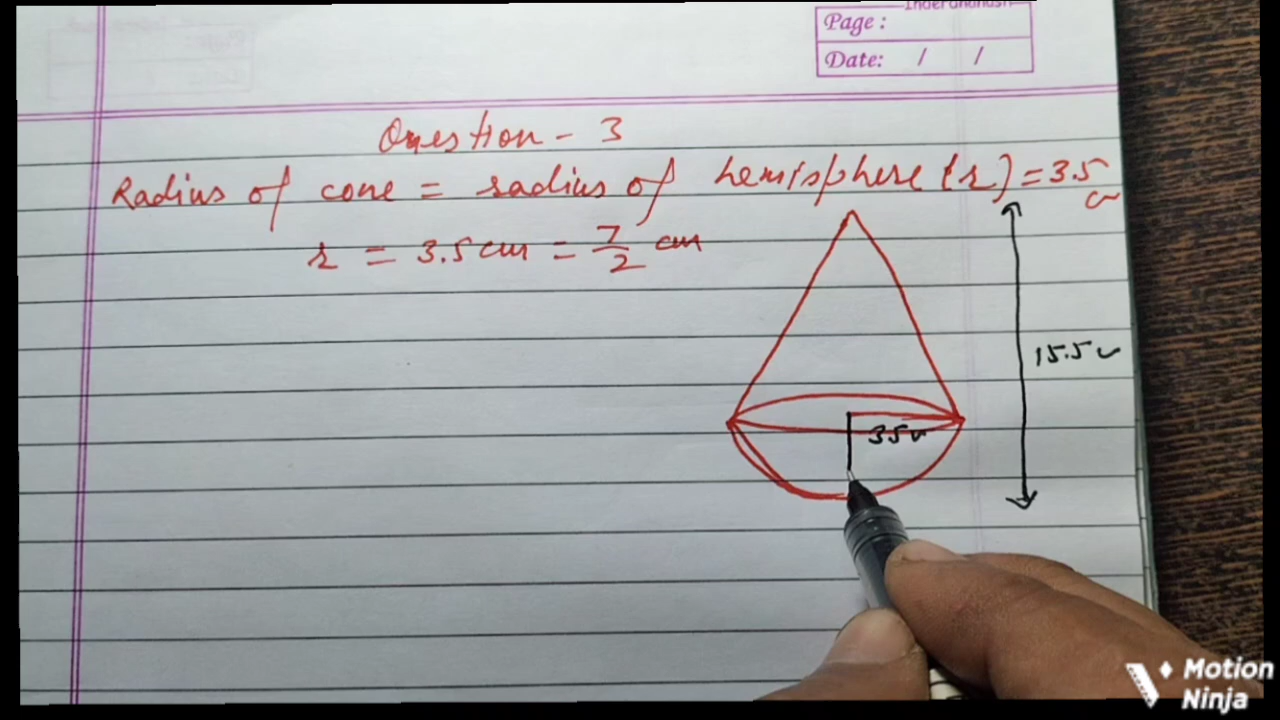 Page :
Date: / /
Question - 3
Radius of cone = radius of hemisphere (r) = 3.5 cm
r = 3.5 cm = 7/2 cm
15.5
3.5
Motion
Ninja